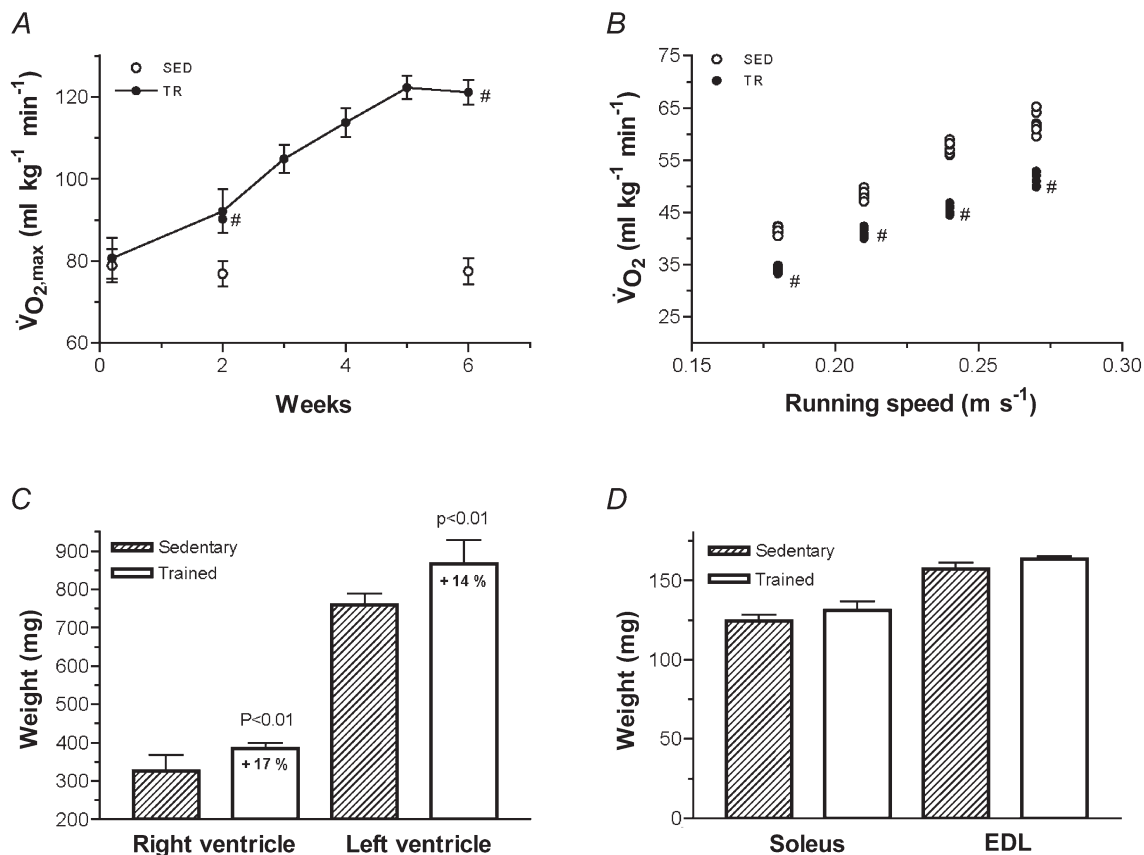 A
SED
TR
120
100
80
60
#
#
0
2
4
6
V̇O2,max (ml kg-1 min-1)
Weeks
B
SED
TR
75
65
55
45
35
25
#
#
#
#
0.15
0.20
0.25
0.30
V̇O2 (ml kg-1 min-1)
Running speed (m s-1)
C
Sedentary
Trained
900
800
700
600
500
400
300
200
P<0.01
+ 17 %
p<0.01
+ 14 %
Weight (mg)
Right ventricle
Left ventricle
D
Sedentary
Trained
150
100
50
0
Weight (mg)
Soleus
EDL